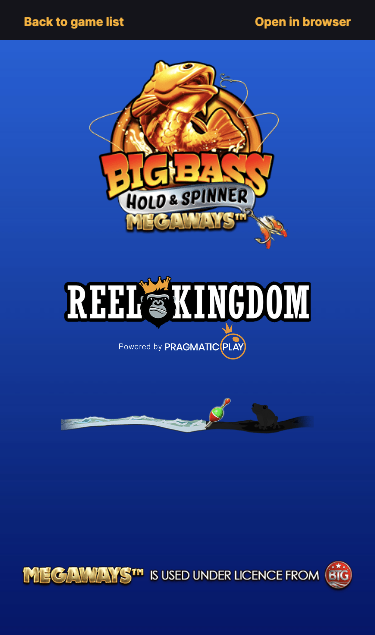 Back to game list
Open in browser
BIG BASS
HOLD & SPINNER
MEGAWAYS™
REEL KINGDOM
Powered by PRAGMATIC PLAY
MEGAWAYS™ IS USED UNDER LICENCE FROM BIG